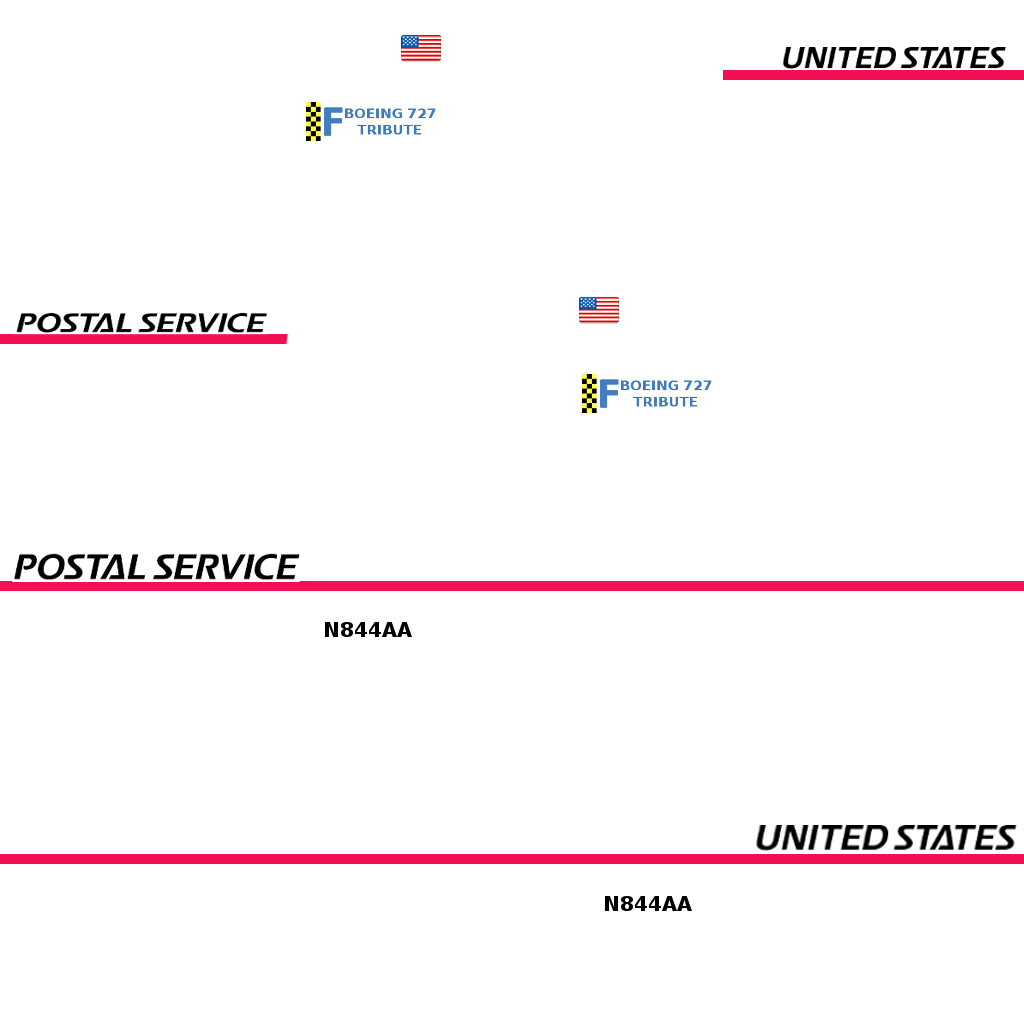 UNITED STATES
F BOEING 727
TRIBUTE
POSTAL SERVICE
F BOEING 727
TRIBUTE
POSTAL SERVICE
N844AA
UNITED STATES
N844AA